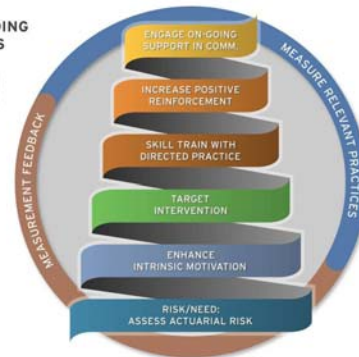 DING
S
ENGAGE ON-GOING
SUPPORT IN COMM.
INCREASE POSITIVE
REINFORCEMENT
SKILL TRAIN WITH
DIRECTED PRACTICE
TARGET
INTERVENTION
ENHANCE
INTRINSIC MOTIVATION
RISK/NEED:
ASSESS ACTUARIAL RISK
MEASUREMENT FEEDBACK
MEASURE RELEVANT PRACTICES